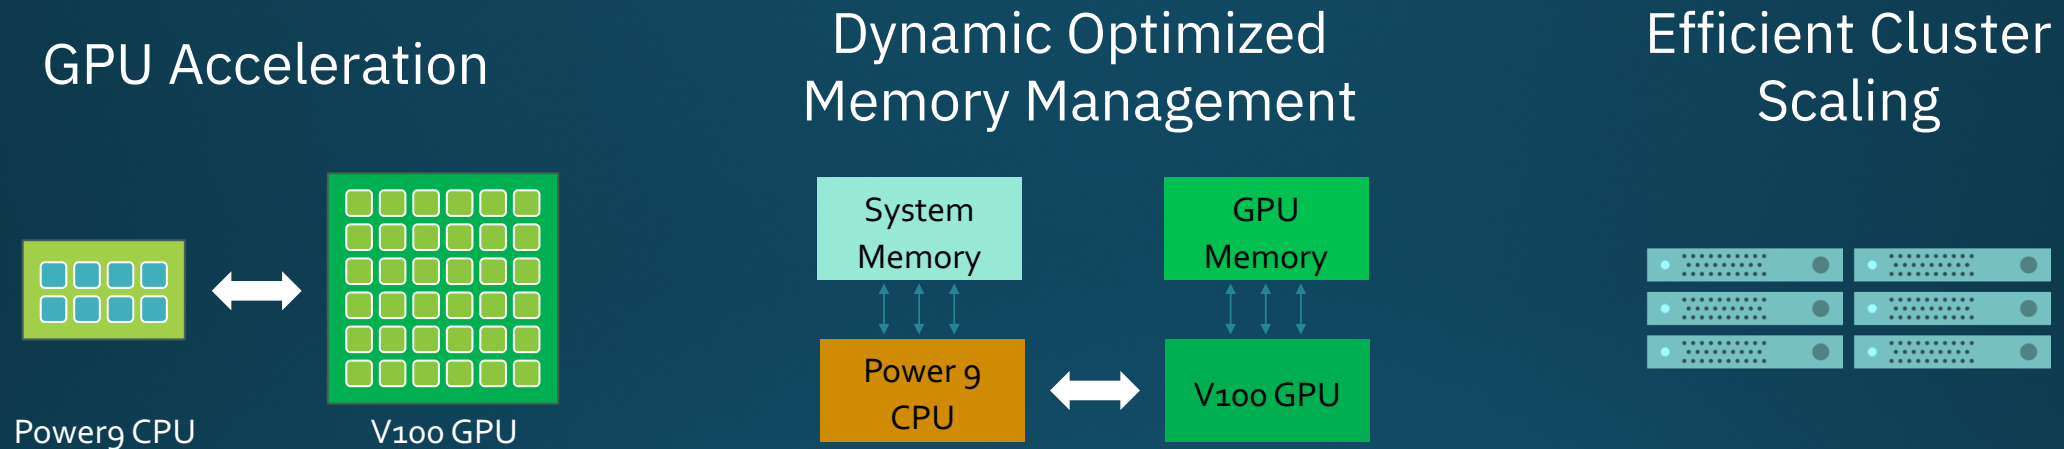 GPU Acceleration
Power9 CPU
V100 GPU
Dynamic Optimized
Memory Management
System
Memory
GPU
Memory
Power 9
CPU
V100 GPU
Efficient Cluster
Scaling